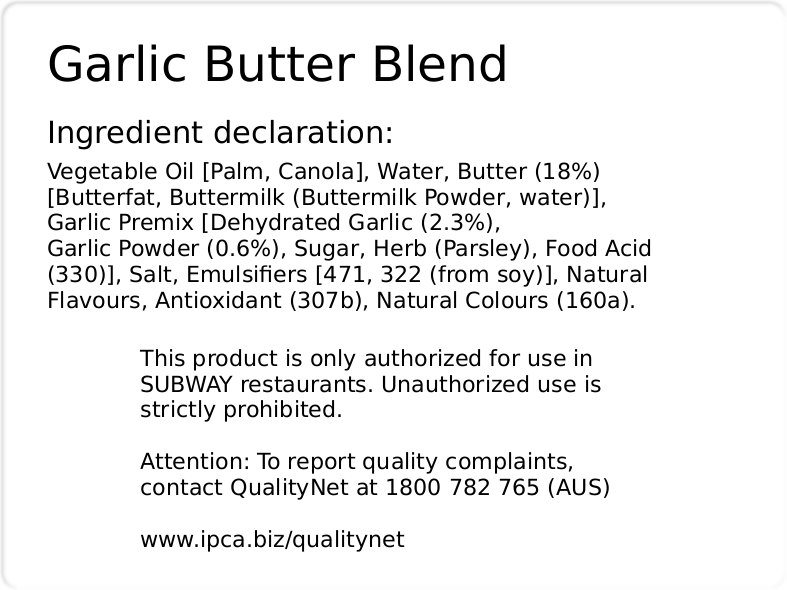 Garlic Butter Blend
Ingredient declaration:
Vegetable Oil [Palm, Canola], Water, Butter (18%)
[Butterfat, Buttermilk (Buttermilk Powder, water)],
Garlic Premix [Dehydrated Garlic (2.3%),
Garlic Powder (0.6%), Sugar, Herb (Parsley), Food Acid
(330)], Salt, Emulsifiers [471, 322 (from soy)], Natural
Flavours, Antioxidant (307b), Natural Colours (160a).
This product is only authorized for use in
SUBWAY restaurants. Unauthorized use is
strictly prohibited.
Attention: To report quality complaints,
contact QualityNet at 1800 782 765 (AUS)
www.ipca.biz/qualitynet